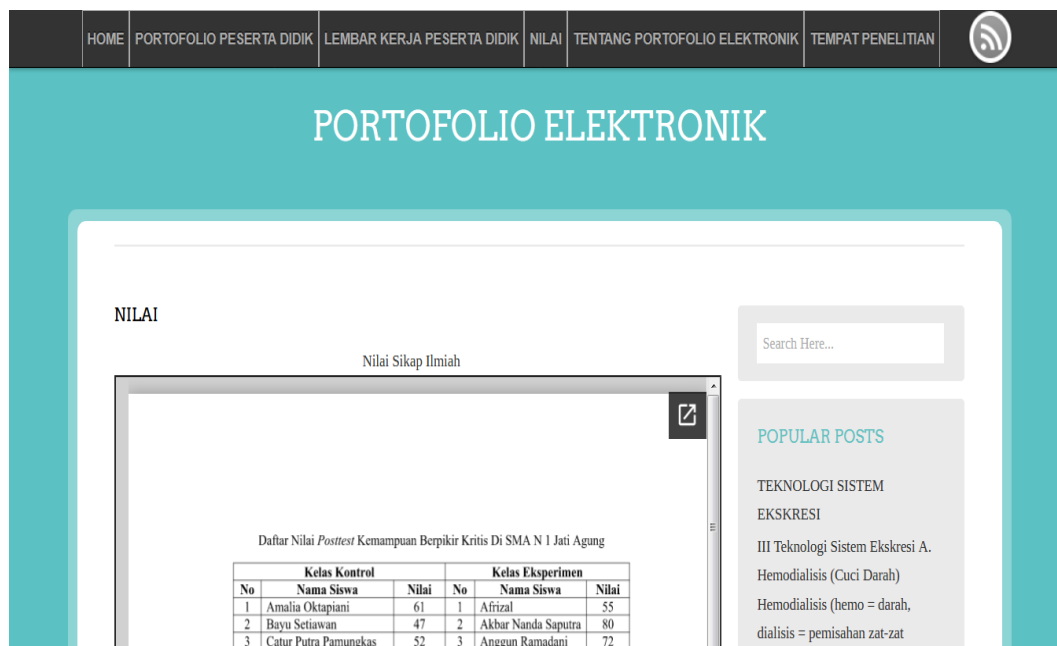 HOME PORTOFOLIO PESERTA DIDIK LEMBAR KERJA PESERTA DIDIK NILAI TENTANG PORTOFOLIO ELEKTRONIK TEMPAT PENELITIAN
PORTOFOLIO ELEKTRONIK
NILAI
Nilai Sikap Ilmiah
Daftar Nilai Posttest Kemampuan Berpikir Kritis Di SMA N 1 Jati Agung
Kelas Kontrol Kelas Eksperimen
No Nama Siswa Nilai No Nama Siswa Nilai
1 Amalia Oktapiani 61 1 Afrizal 55
2 Bayu Setiawan 47 2 Akbar Nanda Saputra 80
3 Catur Putra Pamungkas 52 3 Anggun Ramadani 72
Search Here...
POPULAR POSTS
TEKNOLOGI SISTEM
EKSKRESI
III Teknologi Sistem Ekskresi A.
Hemodialisis (Cuci Darah)
Hemodialisis (hemo = darah,
dialisis = pemisahan zat-zat